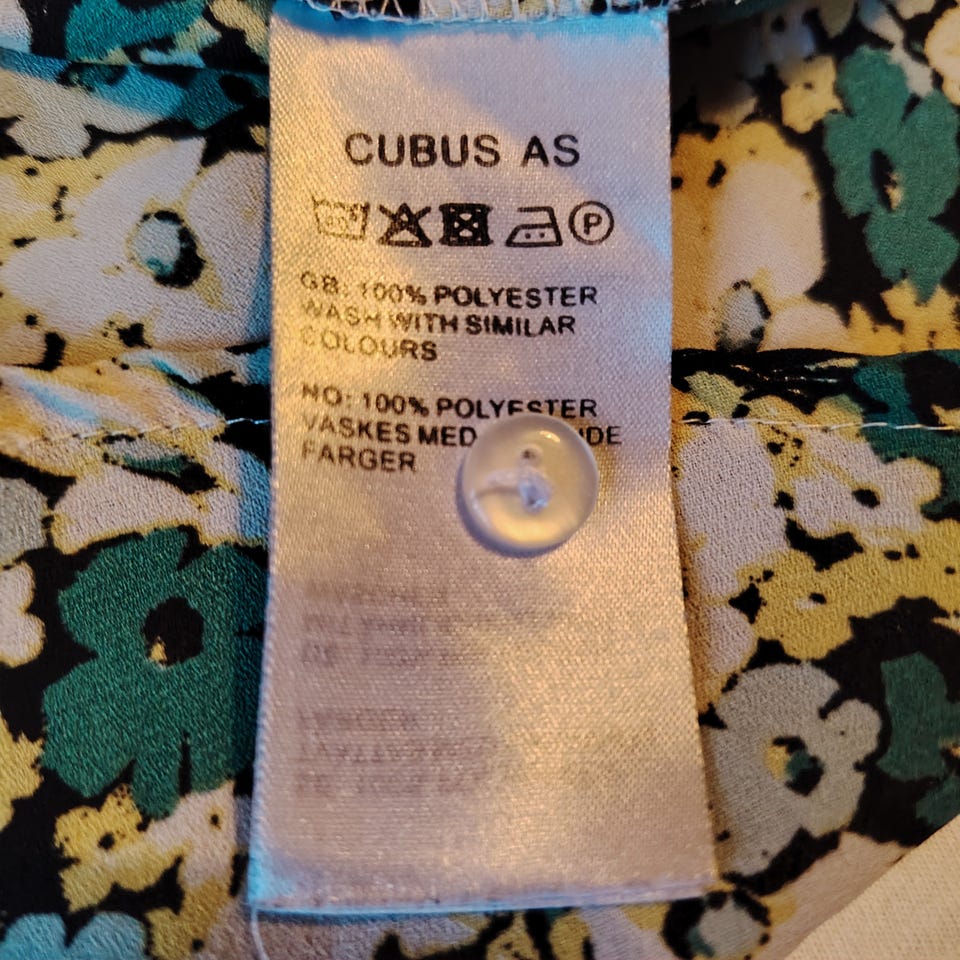 CUBUS AS
P
GB: 100% POLYESTER
WASH WITH SIMILAR
COLOURS
NO: 100% POLYESTER
VASKES MED
FARGER